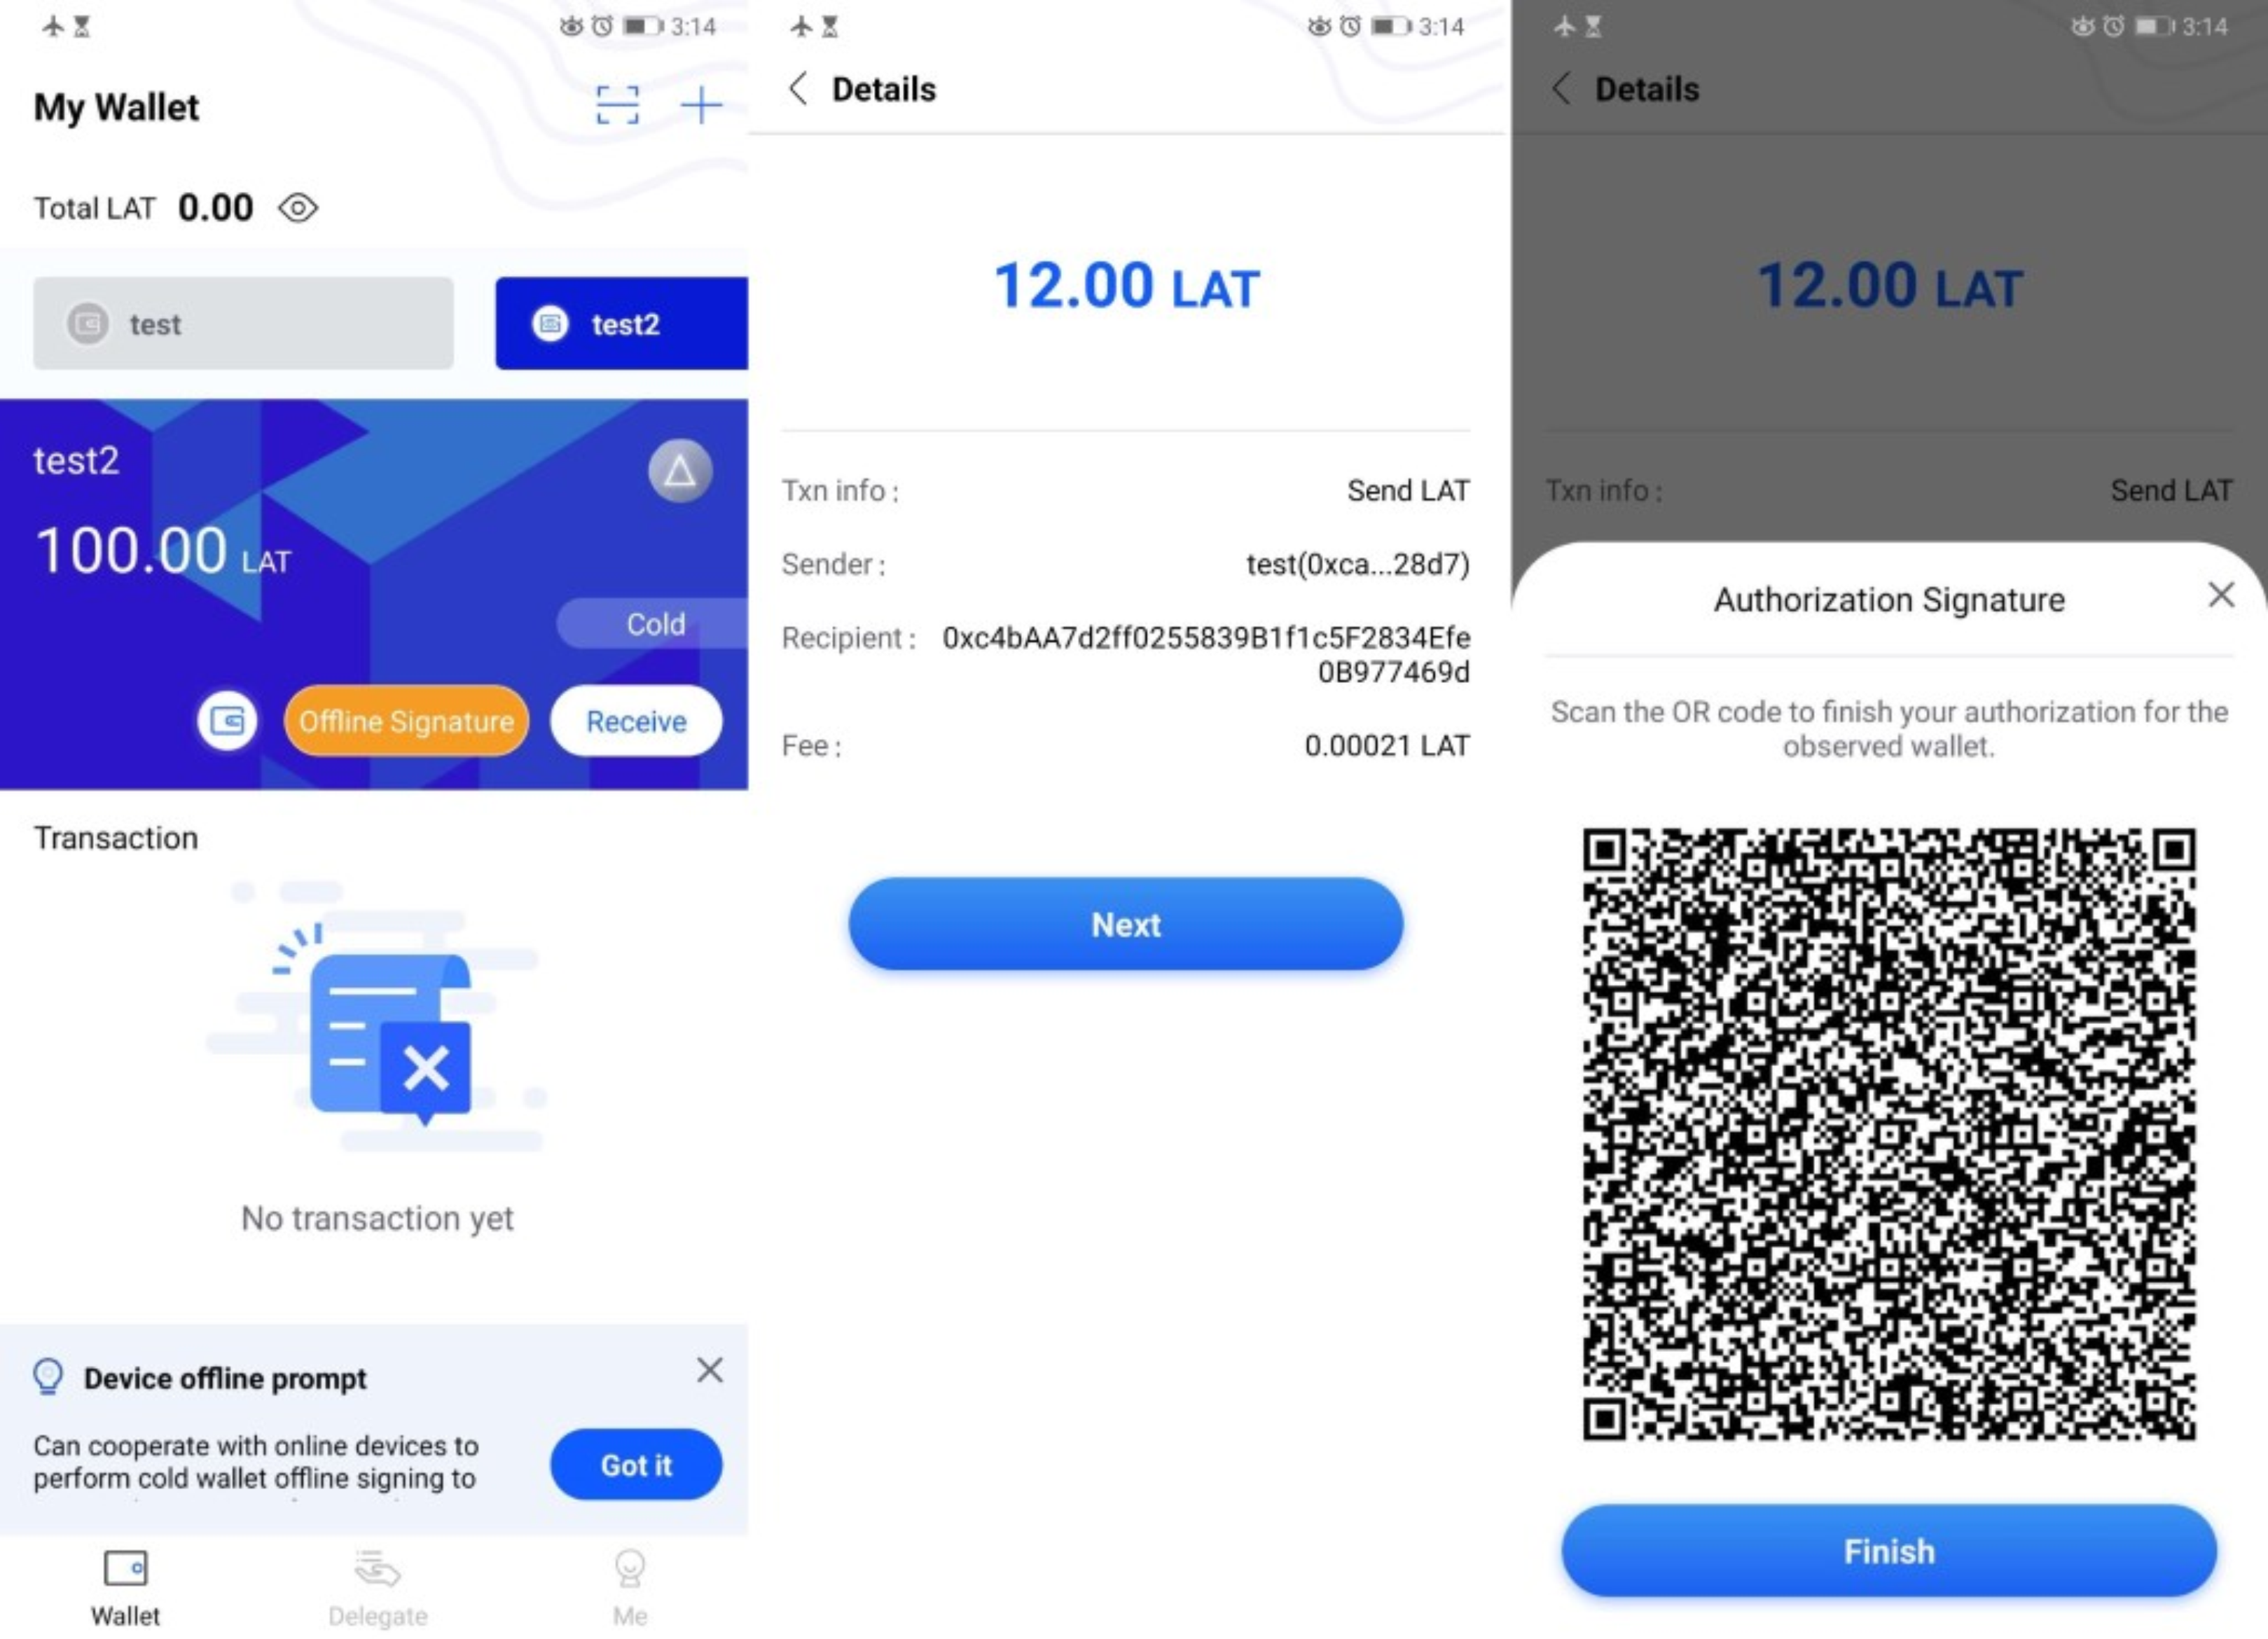 3:14
My Wallet
Total LAT 0.00
test
test2
test2
100.00 LAT
Cold
Offline Signature
Receive
Transaction
No transaction yet
Device offline prompt
Can cooperate with online devices to
perform cold wallet offline signing to
Got it
Wallet
Delegate
Me
3:14
Details
12.00 LAT
Txn info :
Send LAT
Sender :
test(0xca...28d7)
Recipient :
0xc4bAA7d2ff0255839B1f1c5F2834Efe
0B977469d
Fee :
0.00021 LAT
Next
3:14
Details
12.00 LAT
Txn info :
Send LAT
Authorization Signature
Scan the OR code to finish your authorization for the
observed wallet.
Finish